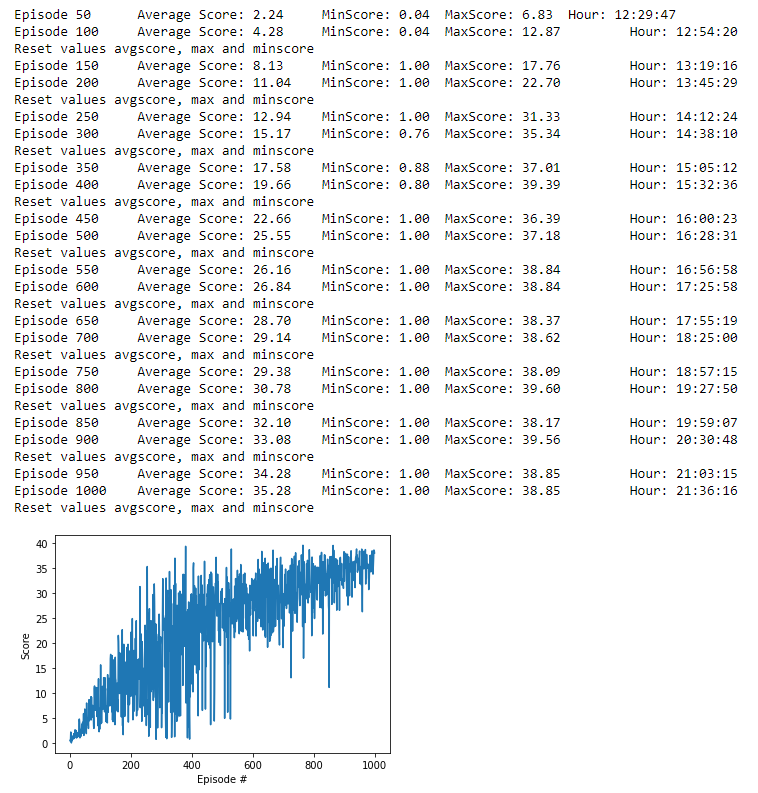 Episode 50 Average Score: 2.24 MinScore: 0.04 MaxScore: 6.83 Hour: 12:29:47
Episode 100 Average Score: 4.28 MinScore: 0.04 MaxScore: 12.87 Hour: 12:54:20
Reset values avgscore, max and minscore
Episode 150 Average Score: 8.13 MinScore: 1.00 MaxScore: 17.76 Hour: 13:19:16
Episode 200 Average Score: 11.04 MinScore: 1.00 MaxScore: 22.70 Hour: 13:45:29
Reset values avgscore, max and minscore
Episode 250 Average Score: 12.94 MinScore: 1.00 MaxScore: 31.33 Hour: 14:12:24
Episode 300 Average Score: 15.17 MinScore: 0.76 MaxScore: 35.34 Hour: 14:38:10
Reset values avgscore, max and minscore
Episode 350 Average Score: 17.58 MinScore: 0.88 MaxScore: 37.01 Hour: 15:05:12
Episode 400 Average Score: 19.66 MinScore: 0.80 MaxScore: 39.39 Hour: 15:32:36
Reset values avgscore, max and minscore
Episode 450 Average Score: 22.66 MinScore: 1.00 MaxScore: 36.39 Hour: 16:00:23
Episode 500 Average Score: 25.55 MinScore: 1.00 MaxScore: 37.18 Hour: 16:28:31
Reset values avgscore, max and minscore
Episode 550 Average Score: 26.16 MinScore: 1.00 MaxScore: 38.84 Hour: 16:56:58
Episode 600 Average Score: 26.84 MinScore: 1.00 MaxScore: 38.84 Hour: 17:25:58
Reset values avgscore, max and minscore
Episode 650 Average Score: 28.70 MinScore: 1.00 MaxScore: 38.37 Hour: 17:55:19
Episode 700 Average Score: 29.14 MinScore: 1.00 MaxScore: 38.62 Hour: 18:25:00
Reset values avgscore, max and minscore
Episode 750 Average Score: 29.38 MinScore: 1.00 MaxScore: 38.09 Hour: 18:57:15
Episode 800 Average Score: 30.78 MinScore: 1.00 MaxScore: 39.60 Hour: 19:27:50
Reset values avgscore, max and minscore
Episode 850 Average Score: 32.10 MinScore: 1.00 MaxScore: 38.17 Hour: 19:59:07
Episode 900 Average Score: 33.08 MinScore: 1.00 MaxScore: 39.56 Hour: 20:30:48
Reset values avgscore, max and minscore
Episode 950 Average Score: 34.28 MinScore: 1.00 MaxScore: 38.85 Hour: 21:03:15
Episode 1000 Average Score: 35.28 MinScore: 1.00 MaxScore: 38.85 Hour: 21:36:16
Reset values avgscore, max and minscore
40
35
30
25
20
15
10
5
0
Score
0 200 400 600 800 1000
Episode #